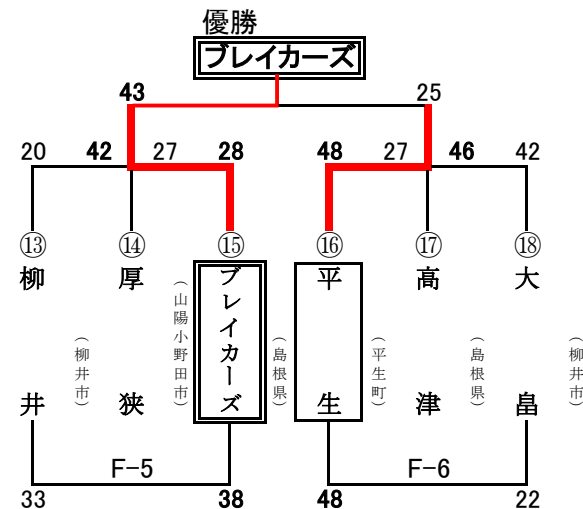 優勝
ブレイカーズ
43 25
20 42 27 28 48 27 46 42
⑬ ⑭ ⑮ ⑯ ⑰ ⑱
柳井
(柳井市)
厚狭
(山陽小野田市)
ブレイカーズ
(島根県)
平生
(平生町)
高津
(島根県)
大畠
(柳井市)
F-5 F-6
33 38 48 22